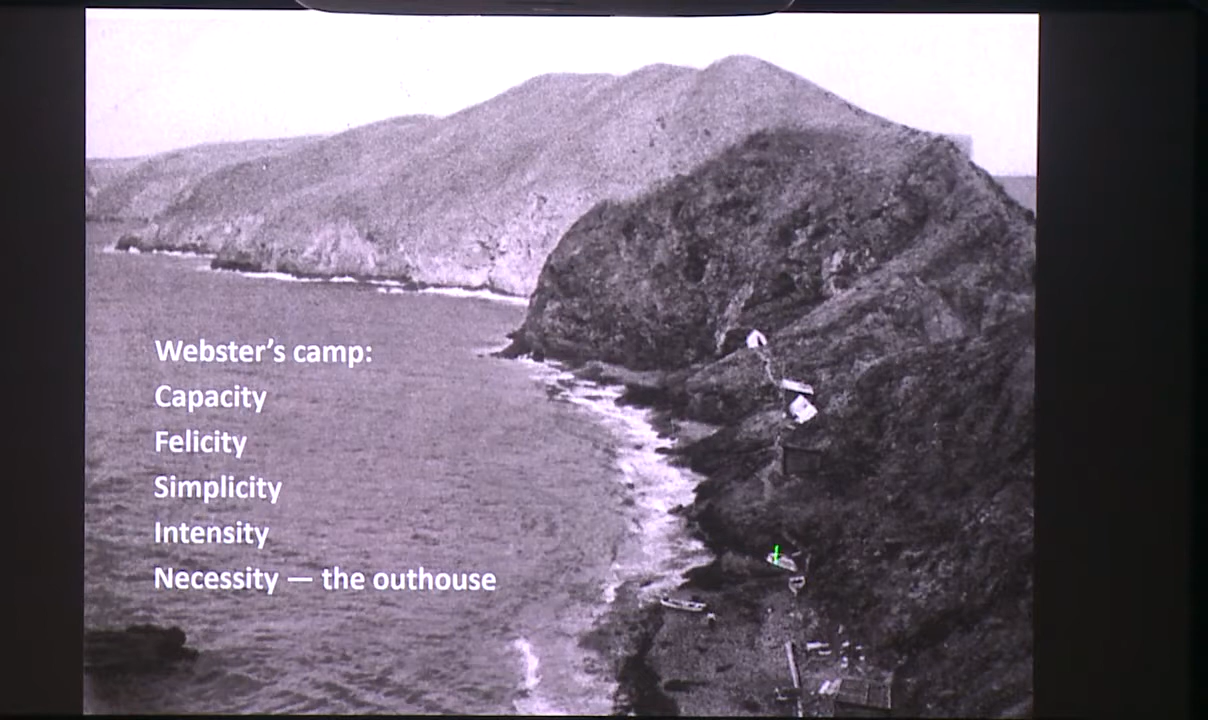 Webster's camp:
Capacity
Felicity
Simplicity
Intensity
Necessity — the outhouse